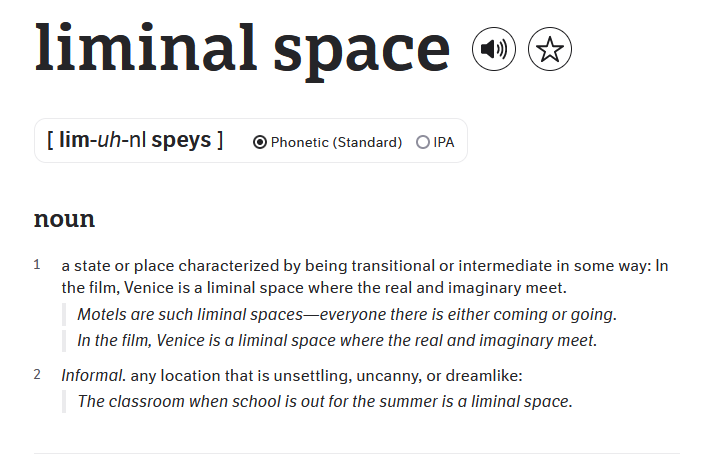 liminal space
[ lim-uh-nl speys ] Phonetic (Standard) IPA
noun
1 a state or place characterized by being transitional or intermediate in some way: In
the film, Venice is a liminal space where the real and imaginary meet.
Motels are such liminal spaces—everyone there is either coming or going.
In the film, Venice is a liminal space where the real and imaginary meet.
2 Informal. any location that is unsettling, uncanny, or dreamlike:
The classroom when school is out for the summer is a liminal space.